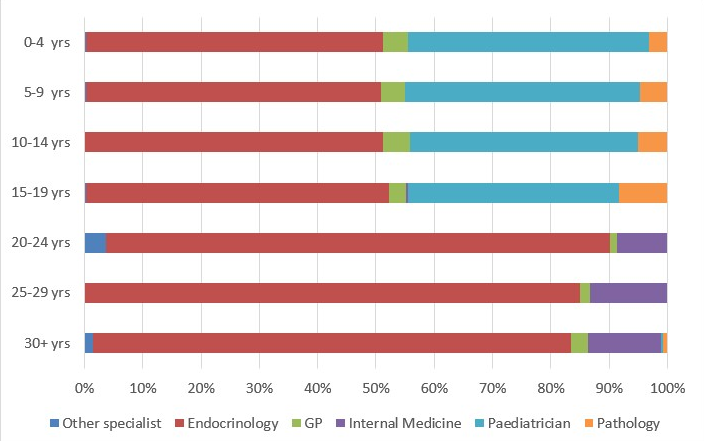 0-4 yrs
5-9 yrs
10-14 yrs
15-19 yrs
20-24 yrs
25-29 yrs
30+ yrs
0% 10% 20% 30% 40% 50% 60% 70% 80% 90% 100%
Other specialist Endocrinology GP Internal Medicine Paediatrician Pathology